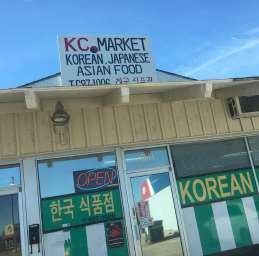 KC. MARKET
KOREAN. JAPANESE
ASIAN FOOD
OPEN
한국 식품점
KOREAN